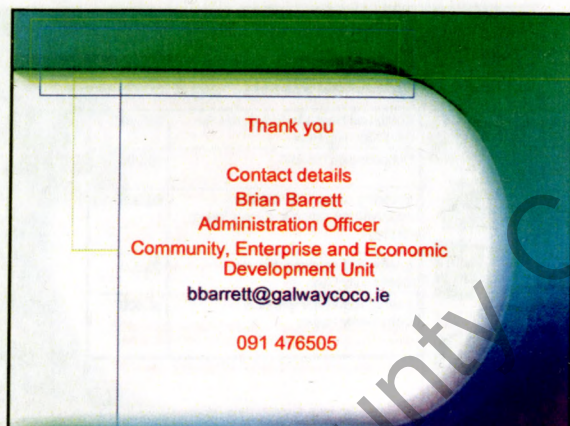 Thank you
Contact details
Brian Barrett
Administration Officer
Community, Enterprise and Economic
Development Unit
bbarrett@galwaycoco.ie
091 476505